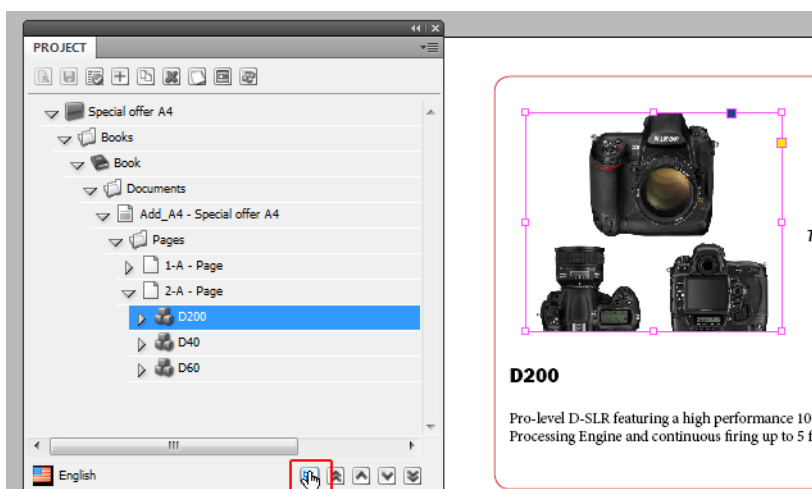 PROJECT
Special offer A4
Books
Book
Documents
Add_A4 - Special offer A4
Pages
1-A - Page
2-A - Page
D200
D40
D60
English
D200
Pro-level D-SLR featuring a high performance 10
Processing Engine and continuous firing up to 5 f